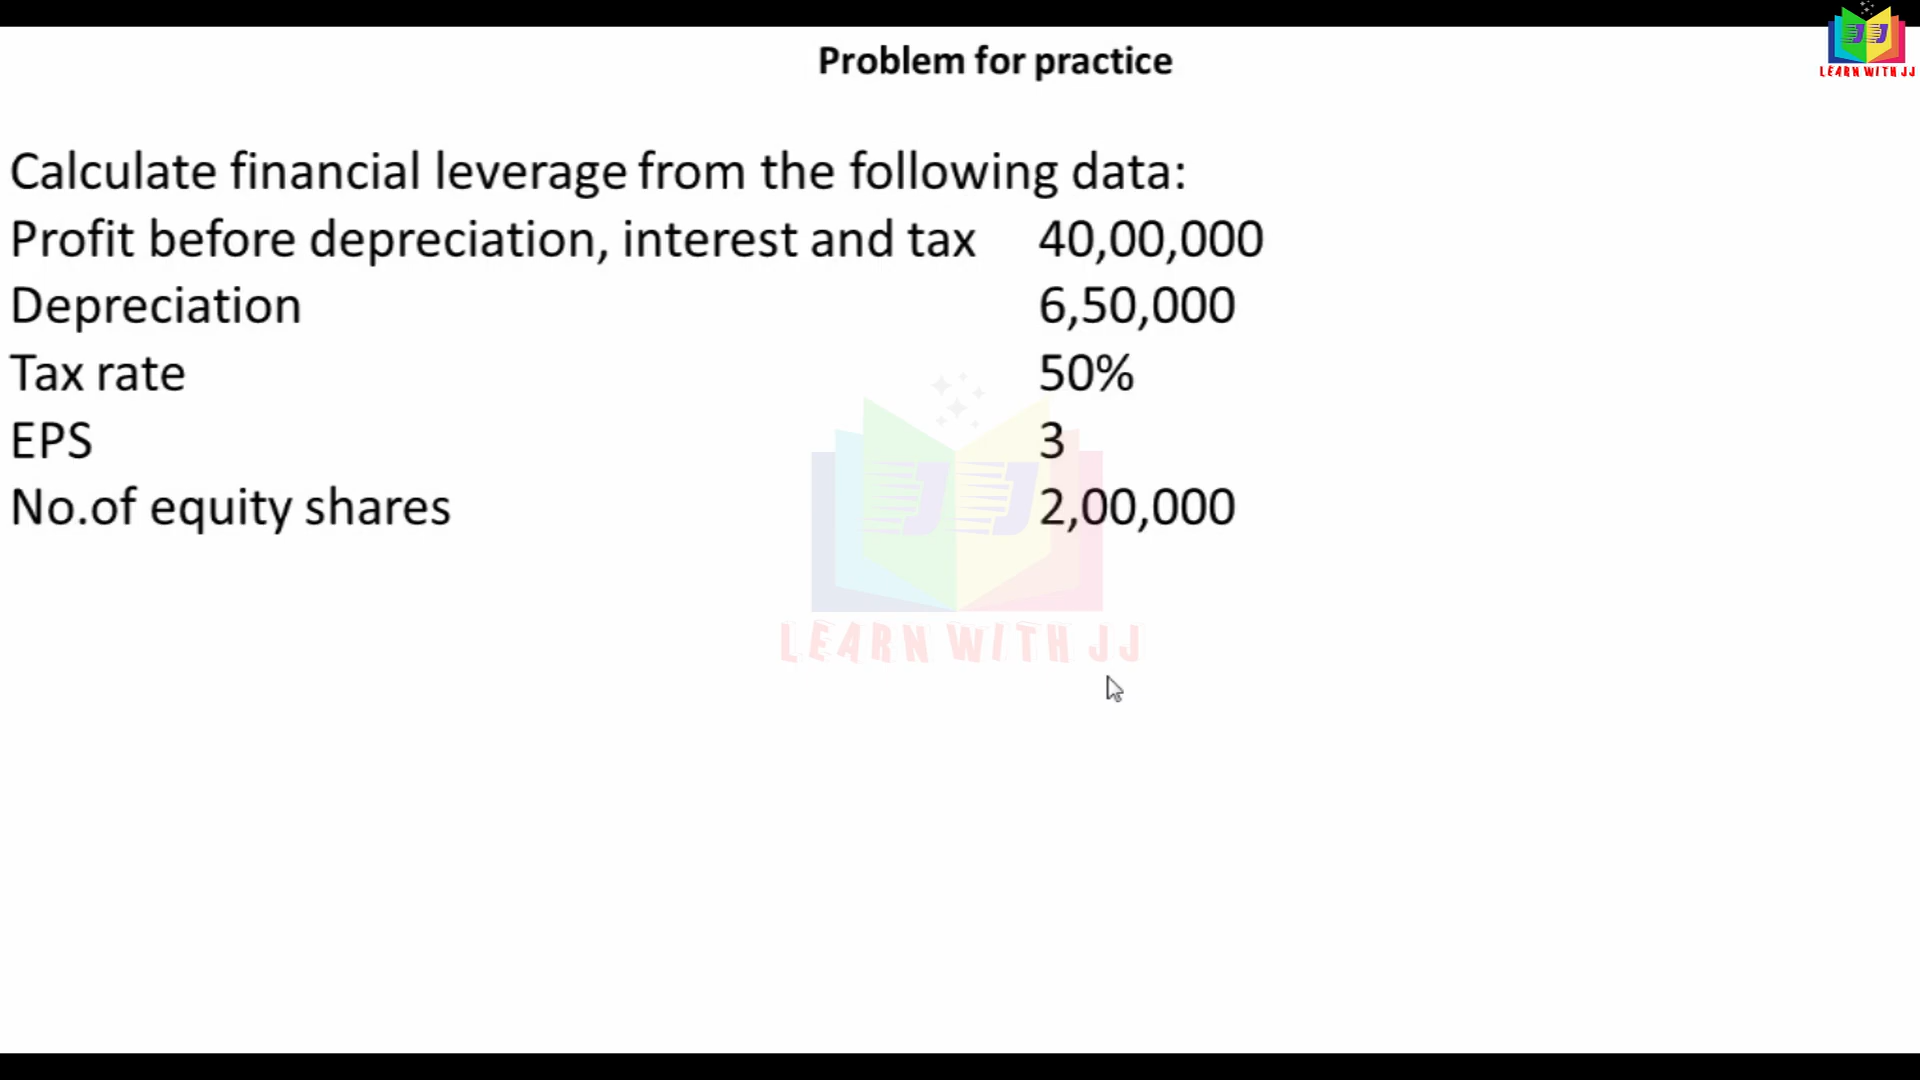 Problem for practice
LEARN WITH JJ
Calculate financial leverage from the following data:
Profit before depreciation, interest and tax 40,00,000
Depreciation 6,50,000
Tax rate 50%
EPS 3
No.of equity shares 2,00,000
JJ
LEARN WITH JJ